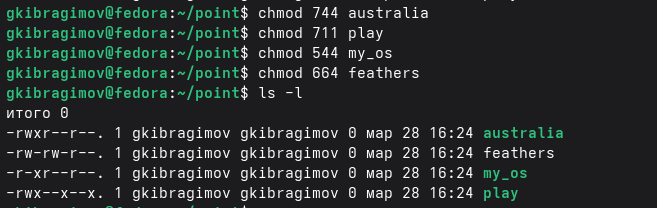 gkibragimov@fedora:~/point$ chmod 744 australia
gkibragimov@fedora:~/point$ chmod 711 play
gkibragimov@fedora:~/point$ chmod 544 my_os
gkibragimov@fedora:~/point$ chmod 664 feathers
gkibragimov@fedora:~/point$ ls -l
итого 0
-rwxr--r--. 1 gkibragimov gkibragimov 0 мар 28 16:24 australia
-rw-rw-r--. 1 gkibragimov gkibragimov 0 мар 28 16:24 feathers
-r-xr--r--. 1 gkibragimov gkibragimov 0 мар 28 16:24 my_os
-rwx--x--x. 1 gkibragimov gkibragimov 0 мар 28 16:24 play